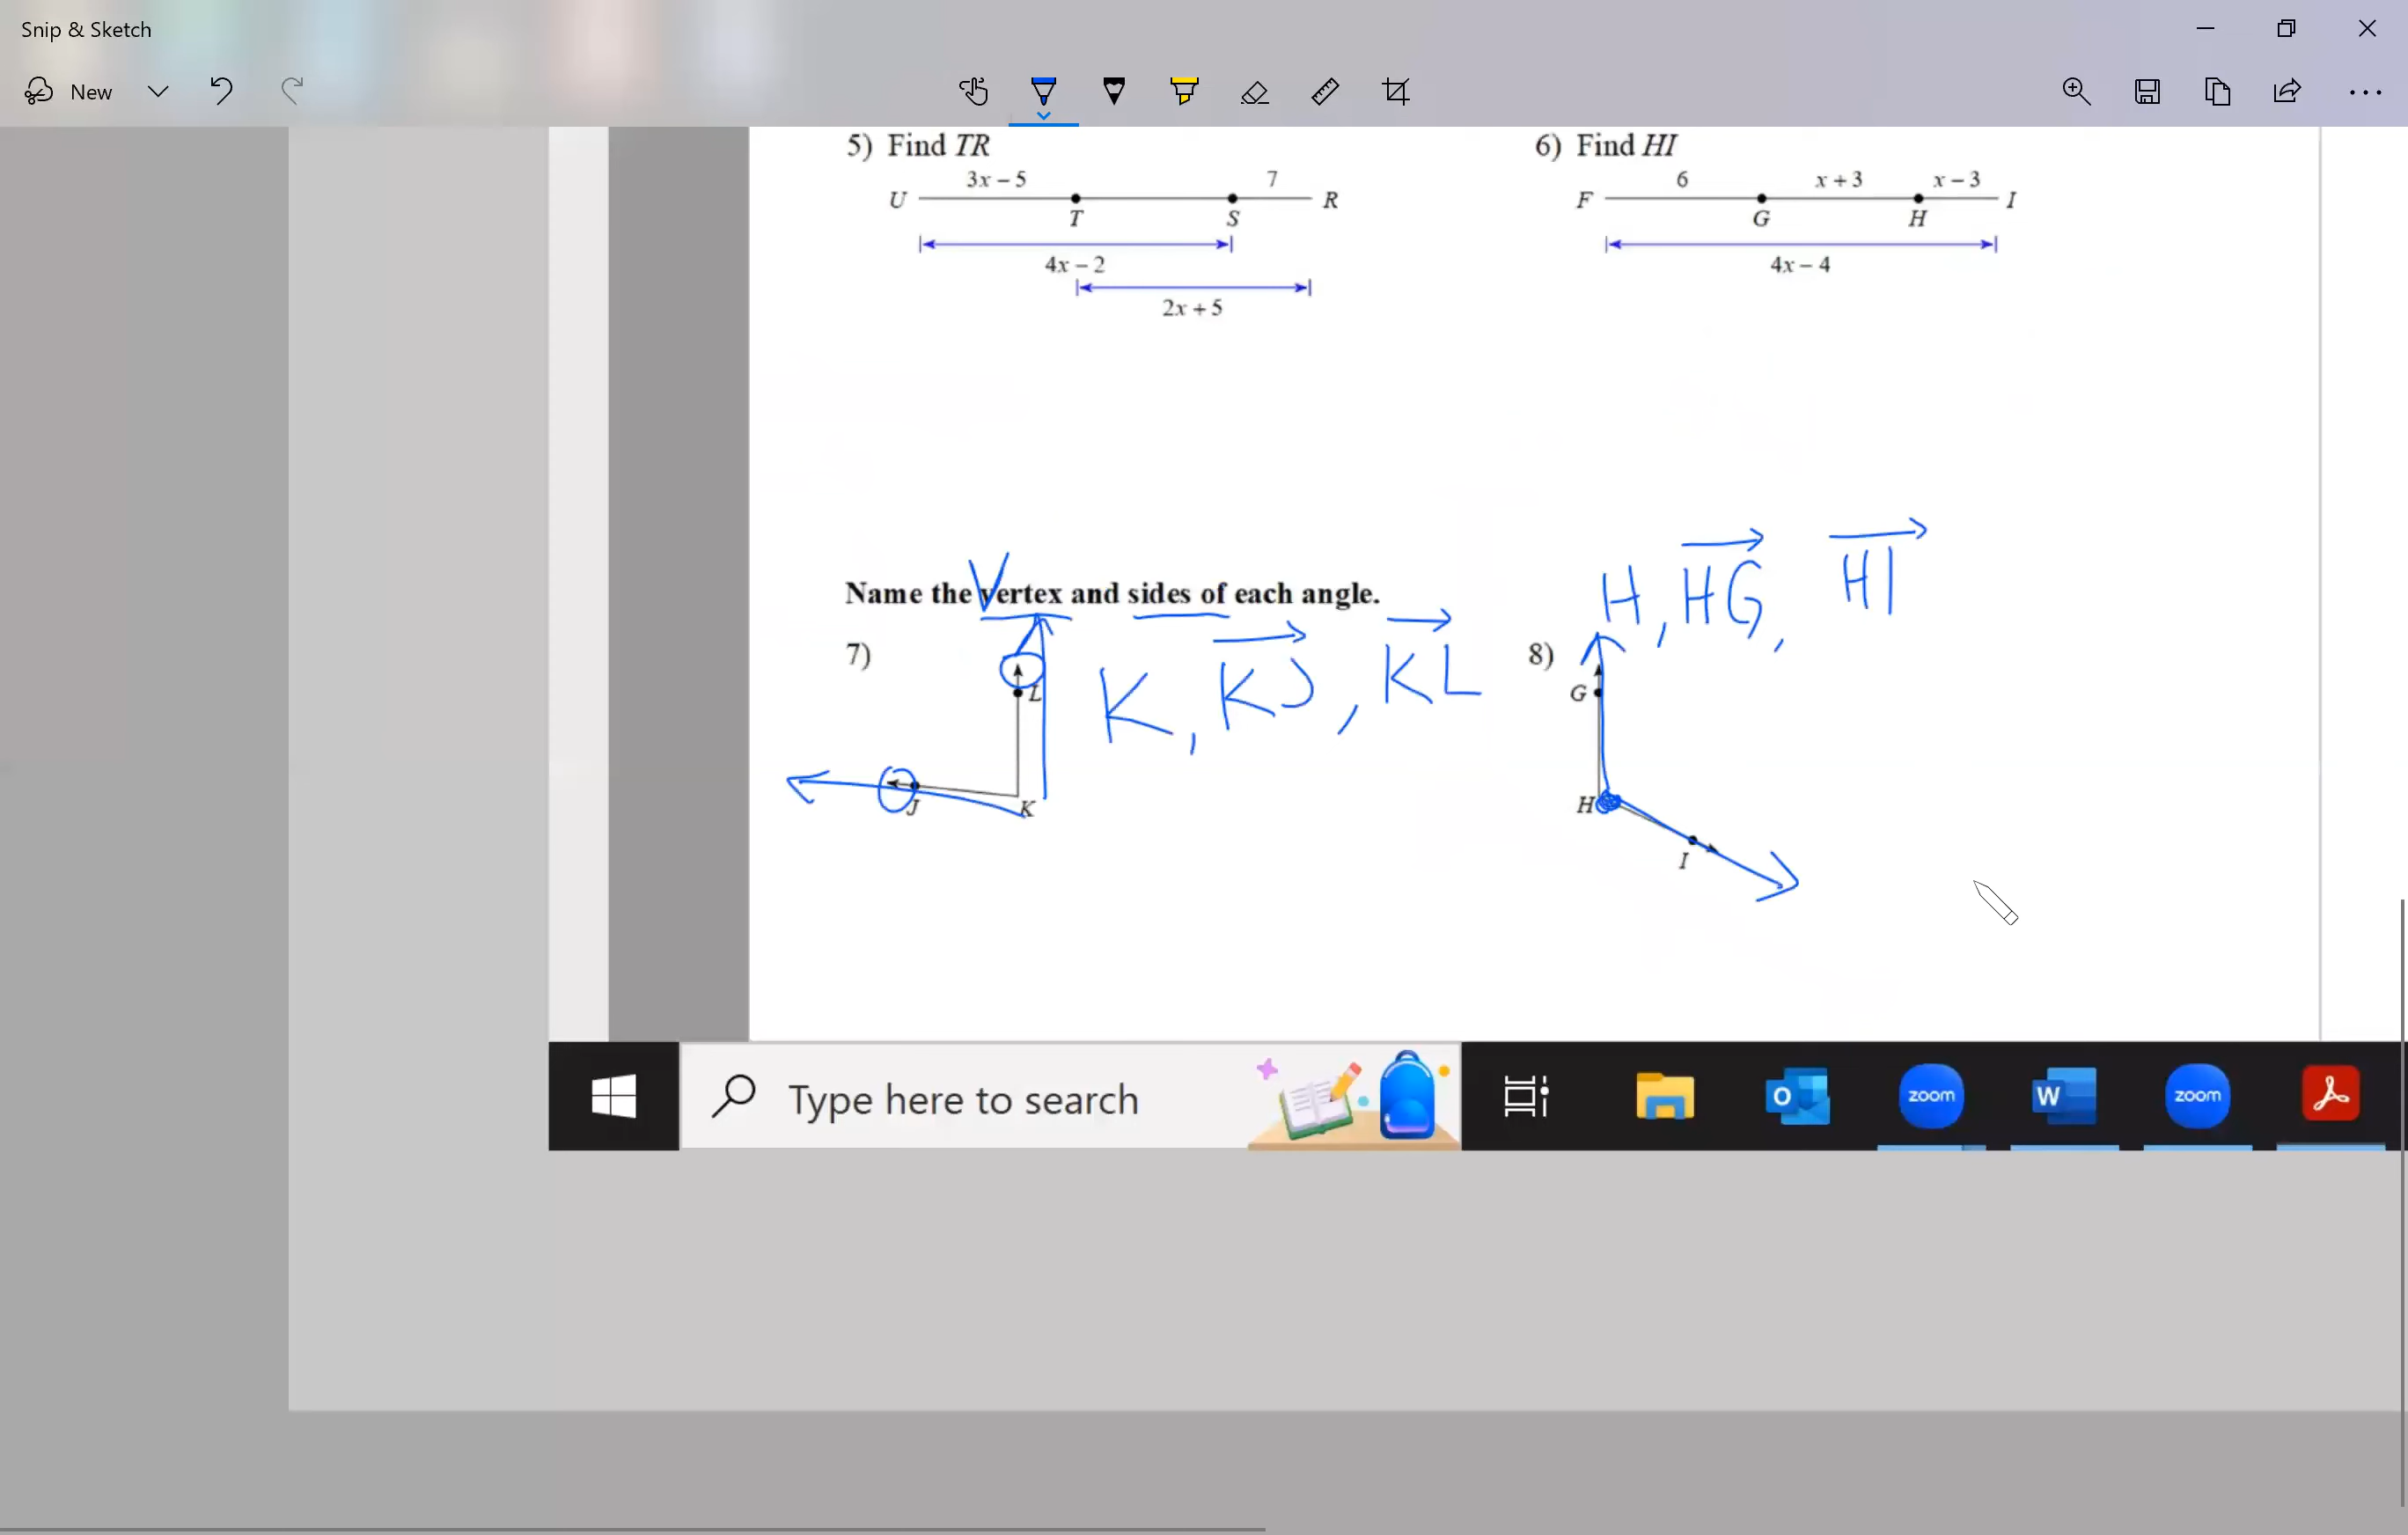 Snip & Sketch
New
5) Find TR
3x – 5 7
U T S R
4x – 2
2x + 5
6) Find HI
6 x + 3 x – 3
F G H I
4x – 4
H, HG, HI
Name the Vertex and sides of each angle.
7)
L
K, KJ, KL
J K
8)
G
H
I
Type here to search
O
zoom
W
zoom